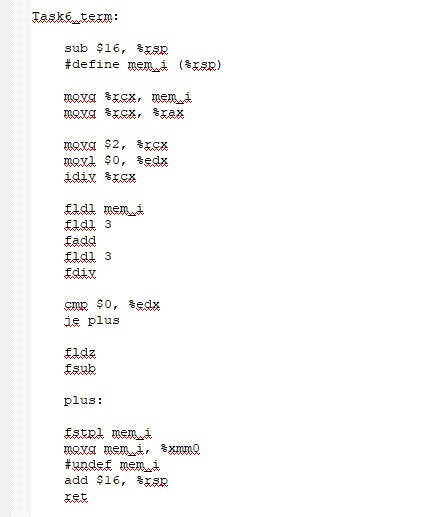 Task6_term:
sub $16, %rsp
#define mem_i (%rsp)
movq %rcx, mem_i
movq %rcx, %rax
movq $2, %rcx
movl $0, %edx
idiv %rcx
fldl mem_i
fldl 3
fadd
fldl 3
fdiv
cmp $0, %edx
je plus
fldz
fsub
plus:
fstpl mem_i
movq mem_i, %xmm0
#undef mem_i
add $16, %rsp
ret